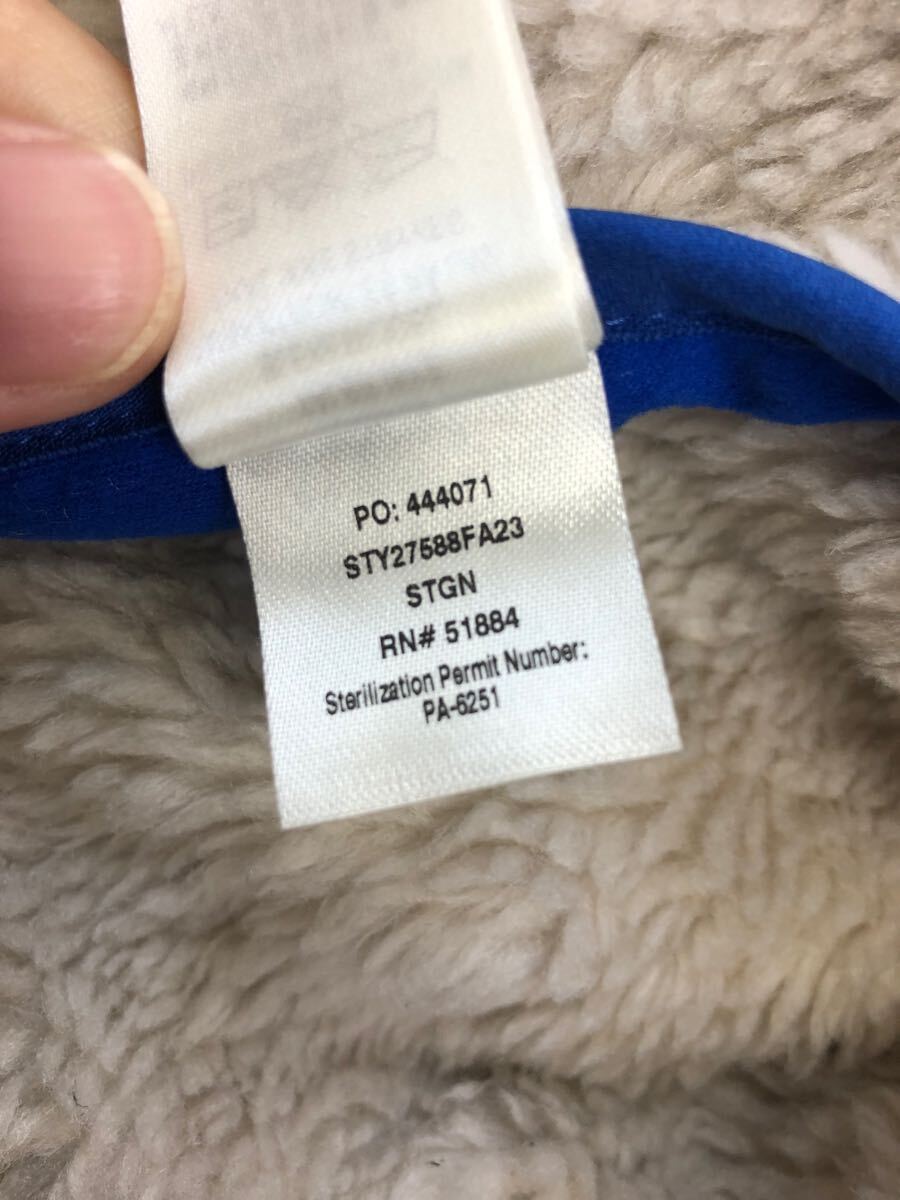 PO: 444071
STY27588FA23
STGN
RN# 51884
Sterilization Permit Number:
PA-6251